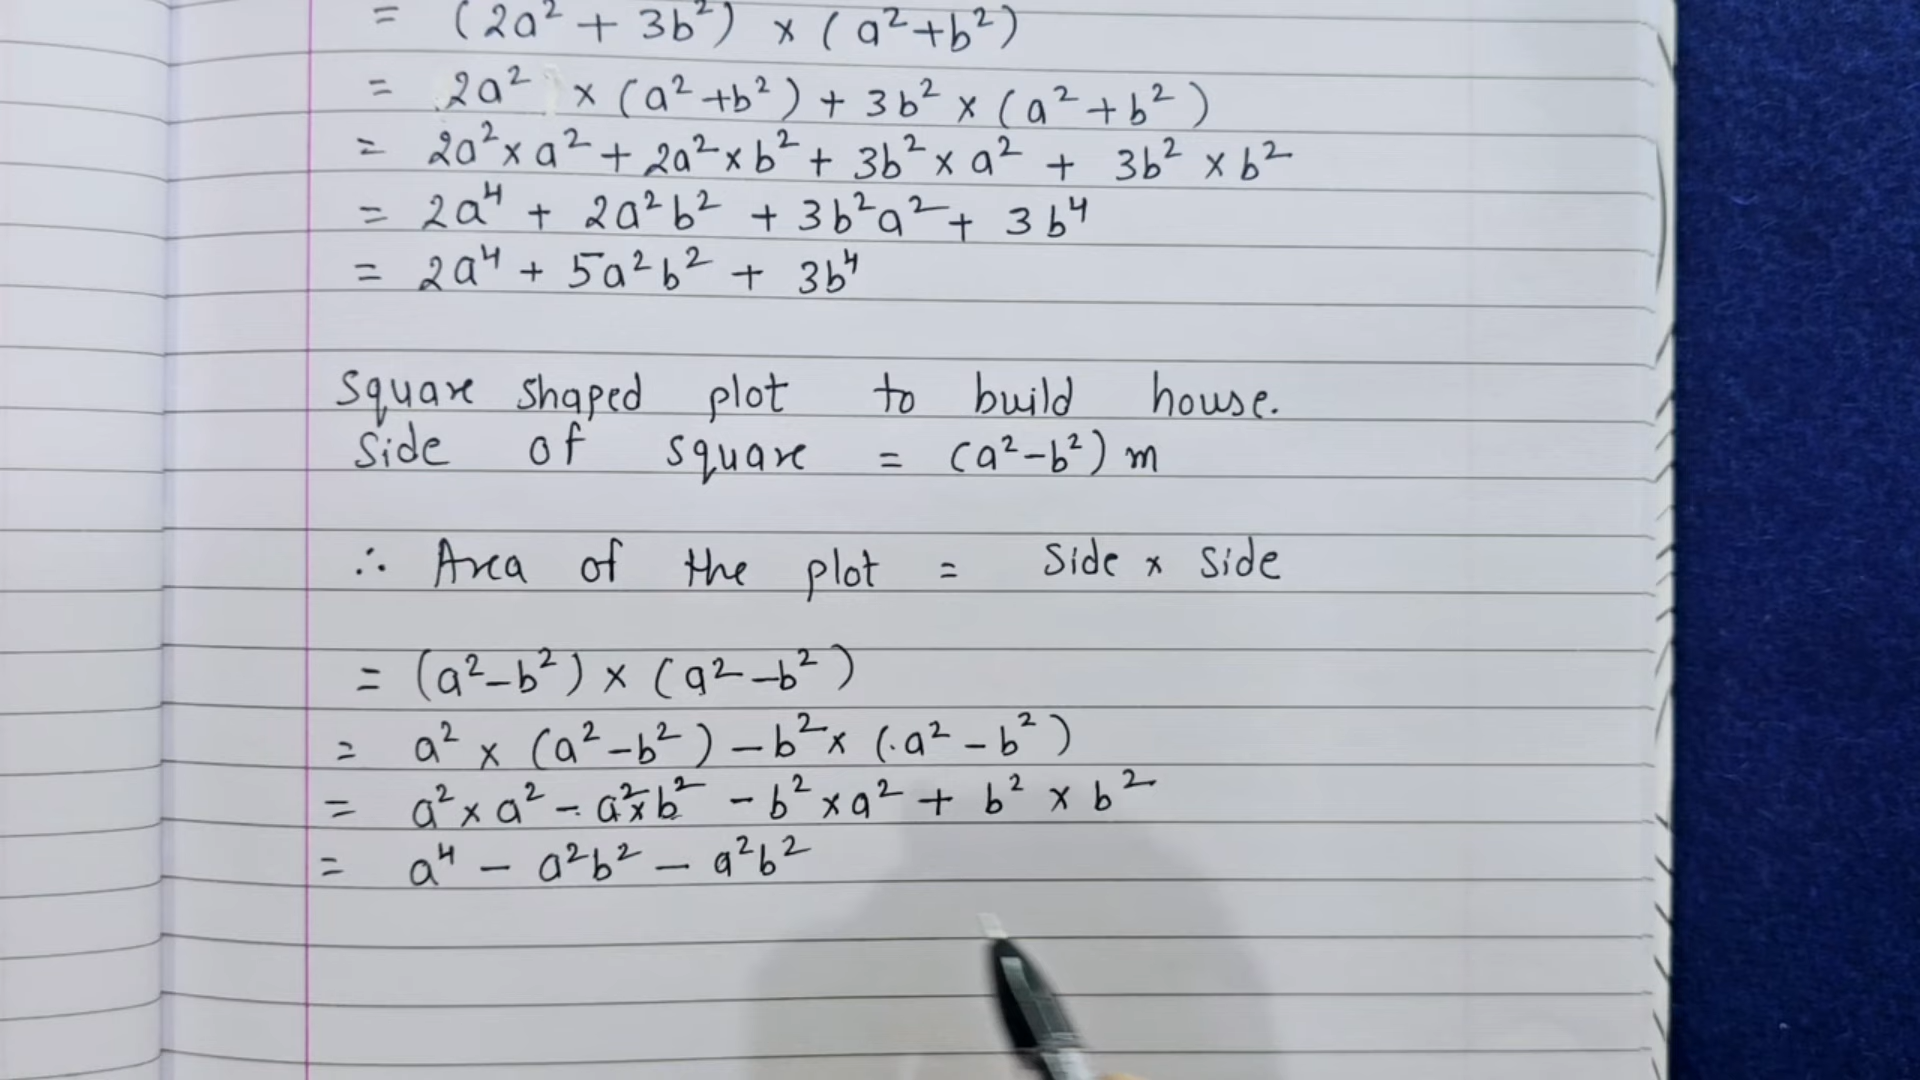 = (2a² + 3b²) × (a²+b²)
= 2a² × (a²+b²) + 3b² × (a²+b²)
= 2a²×a² + 2a²×b² + 3b²×a² + 3b²×b²
= 2a⁴ + 2a²b² + 3b²a² + 3b⁴
= 2a⁴ + 5a²b² + 3b⁴
Square shaped plot to build house.
Side of square = (a²-b²) m
∴ Area of the plot = Side × Side
= (a²-b²) × (a²-b²)
= a² × (a²-b²) - b² × (a²-b²)
= a²×a² - a²×b² - b²×a² + b²×b²
= a⁴ - a²b² - a²b²